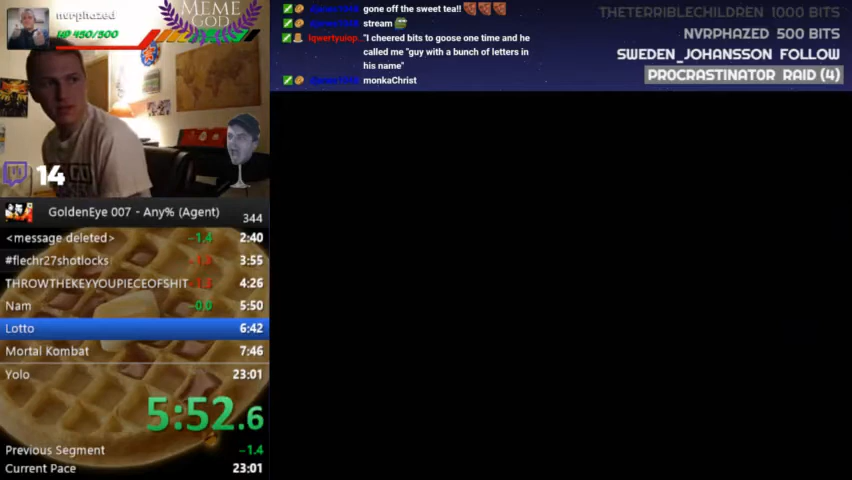 nvrphazed
HP 450/500
MEME
GOD
14
gone off the sweet tea!!
stream
lqwertyuiop...
"I cheered bits to goose one time and he
called me "guy with a bunch of letters in
his name"
monkaChrist
THETERRIBLECHILDREN 1000 BITS
NVRPHAZED 500 BITS
SWEDEN_JOHANSSON FOLLOW
PROCRASTINATOR RAID (4)
GoldenEye 007 - Any% (Agent)
344
<message deleted> -1.4 2:40
#flechr27shotlocks 3:55
THROWTHEKEYYOUPIECEOFSHIT 4:26
Nam -0.6 5:50
Lotto 6:42
Mortal Kombat 7:46
Yolo 23:01
5:52.6
Previous Segment -1.4
Current Pace 23:01